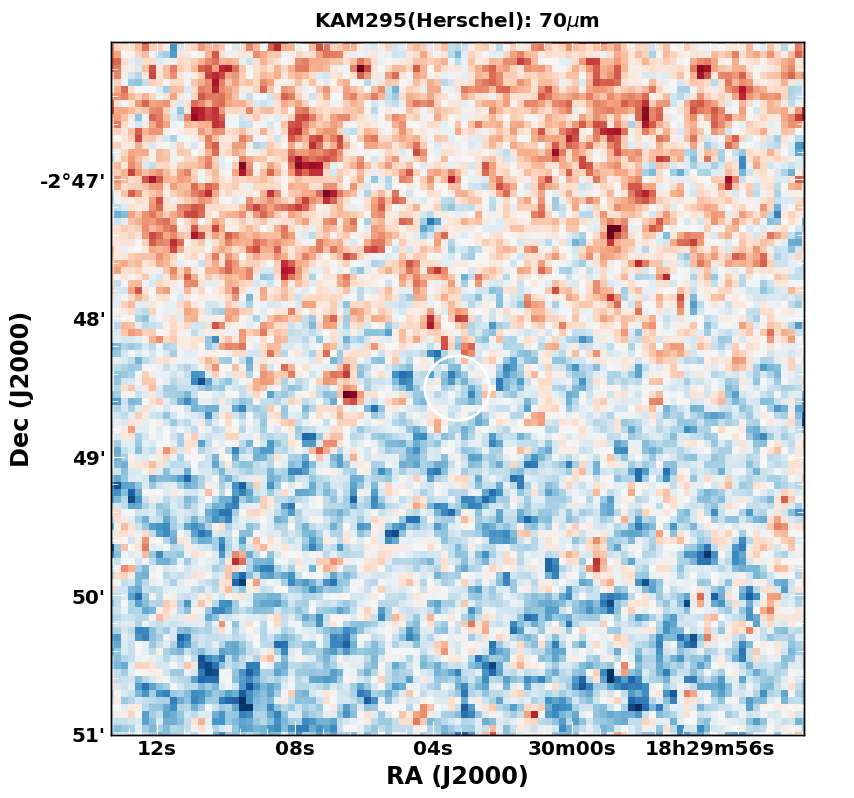 KAM295(Herschel): 70μm
-2°47'
48'
49'
50'
51'
Dec (J2000)
12s 08s 04s 30m00s 18h29m56s
RA (J2000)